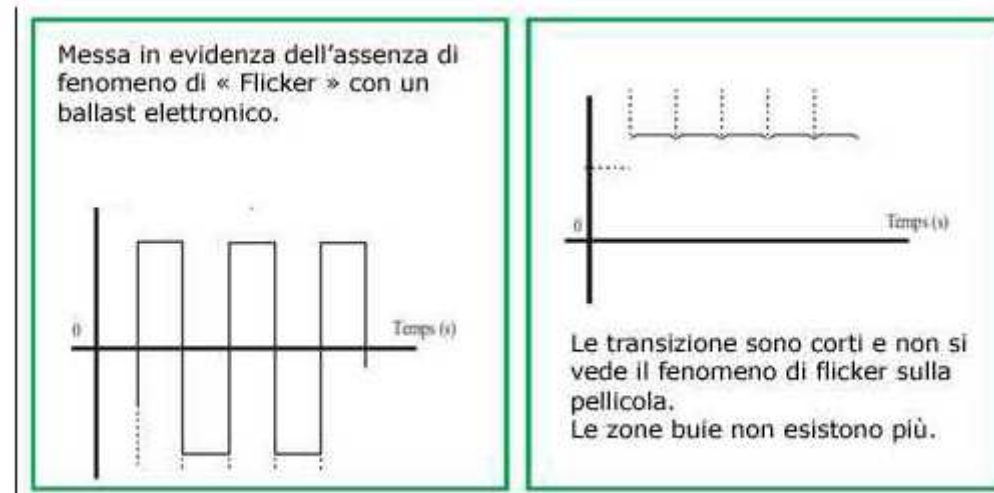 Messa in evidenza dell'assenza di
fenomeno di « Flicker » con un
ballast elettronico.
0
Temps (s)
0
Temps (s)
Le transizione sono corti e non si
vede il fenomeno di flicker sulla
pellicola.
Le zone buie non esistono più.